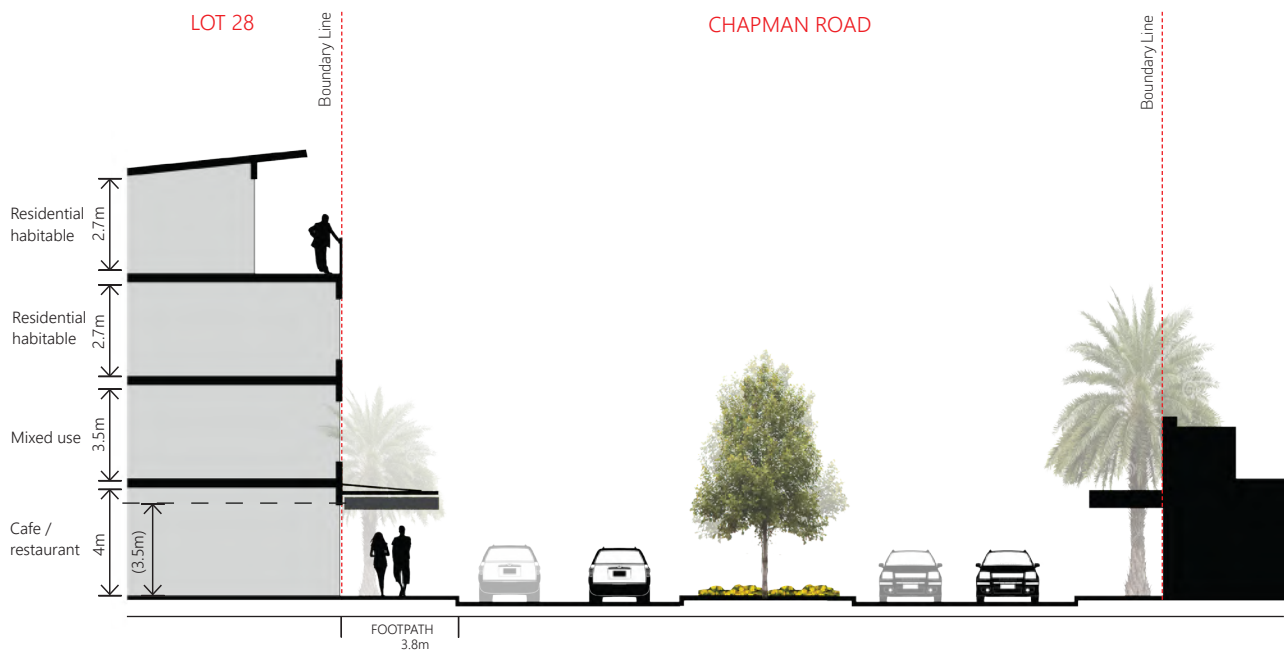 LOT 28
CHAPMAN ROAD
Boundary Line
Boundary Line
Residential
habitable
2.7m
Residential
habitable
2.7m
Mixed use
3.5m
Cafe /
restaurant
4m
(3.5m)
FOOTPATH
3.8m